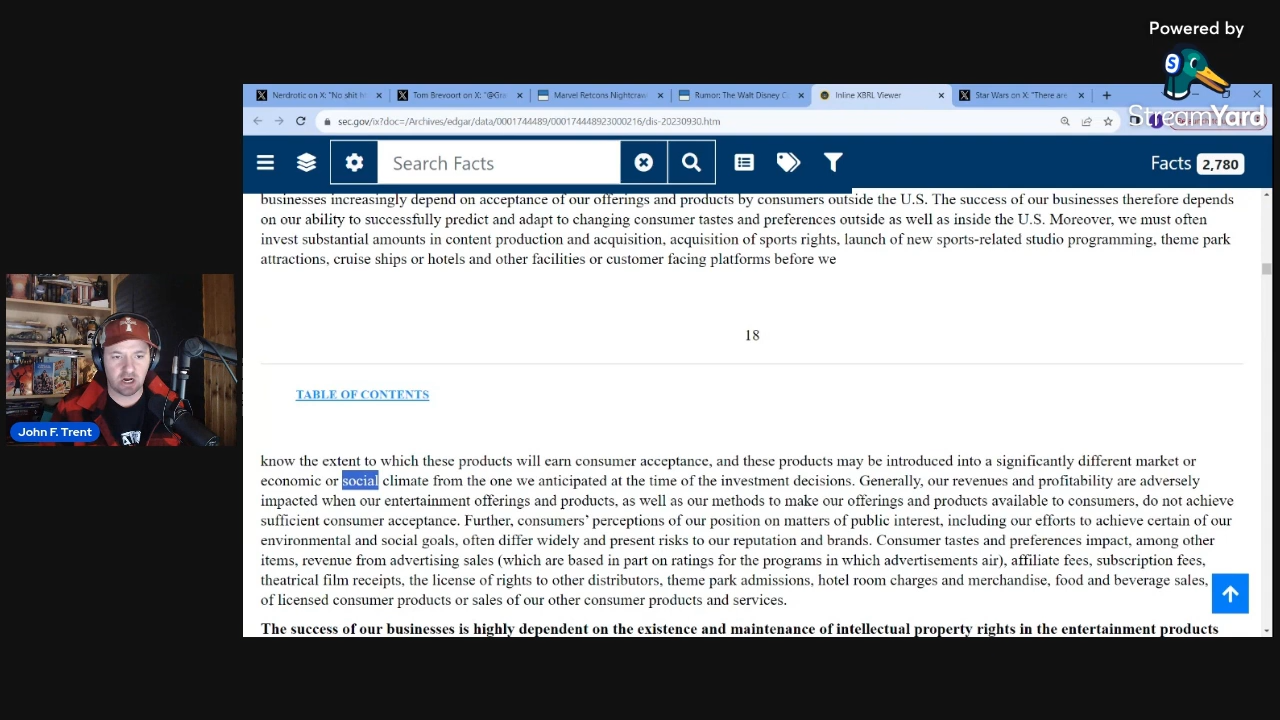 Powered by
S
StreamYard
Nerdrotic on X: "No shit
Tom Brevoort on X: "@Gra
Marvel Retcons Nightcraw
Rumor: The Walt Disney C
Inline XBRL Viewer
Star Wars on X: "There are
sec.gov/ix?doc=/Archives/edgar/data/0001744489/000174448923000216/dis-20230930.htm
Search Facts
Facts 2,780
businesses increasingly depend on acceptance of our offerings and products by consumers outside the U.S. The success of our businesses therefore depends
on our ability to successfully predict and adapt to changing consumer tastes and preferences outside as well as inside the U.S. Moreover, we must often
invest substantial amounts in content production and acquisition, acquisition of sports rights, launch of new sports-related studio programming, theme park
attractions, cruise ships or hotels and other facilities or customer facing platforms before we
18
TABLE OF CONTENTS
know the extent to which these products will earn consumer acceptance, and these products may be introduced into a significantly different market or
economic or social climate from the one we anticipated at the time of the investment decisions. Generally, our revenues and profitability are adversely
impacted when our entertainment offerings and products, as well as our methods to make our offerings and products available to consumers, do not achieve
sufficient consumer acceptance. Further, consumers' perceptions of our position on matters of public interest, including our efforts to achieve certain of our
environmental and social goals, often differ widely and present risks to our reputation and brands. Consumer tastes and preferences impact, among other
items, revenue from advertising sales (which are based in part on ratings for the programs in which advertisements air), affiliate fees, subscription fees,
theatrical film receipts, the license of rights to other distributors, theme park admissions, hotel room charges and merchandise, food and beverage sales,
of licensed consumer products or sales of our other consumer products and services.
The success of our businesses is highly dependent on the existence and maintenance of intellectual property rights in the entertainment products
John F. Trent